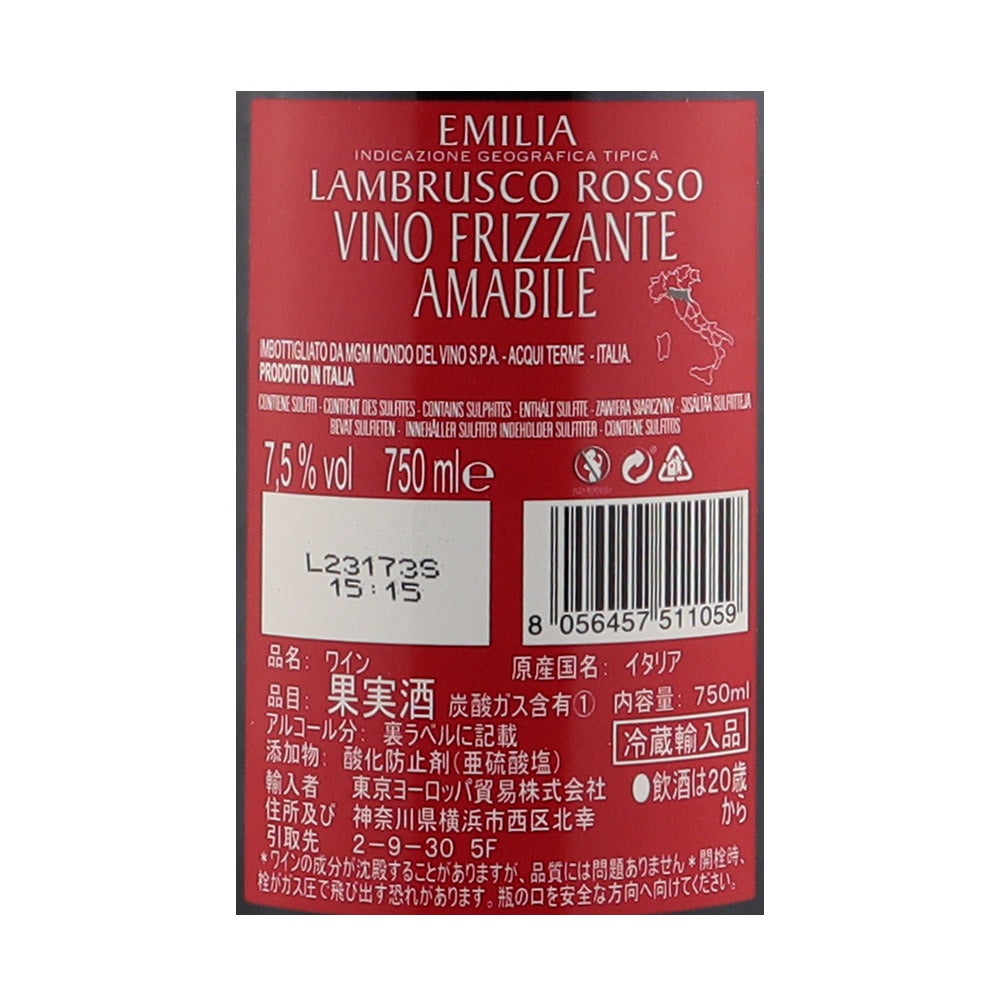 EMILIA
INDICAZIONE GEOGRAFICA TIPICA
LAMBRUSCO ROSSO
VINO FRIZZANTE
AMABILE
IMBOTTIGLIATO DA MGM MONDO DEL VINO S.P.A. - ACQUI TERME - ITALIA.
PRODOTTO IN ITALIA
CONTIENE SOLFITI - CONTIENT DES SULFITES - CONTAINS SULPHITES - ENTHÄLT SULFITE - ZAWIERA SIARCZYNY - SISÄLTÄÄ SULFIITTEJA
BEVAT SULFIETEN - INNEHÅLLER SULFITER INDEHOLDER SULFITTER - CONTIENE SULFITOS
7,5 % vol 750 ml e
L23173S
15:15
8 056457 511059
品名: ワイン 原産国名: イタリア
品目: 果実酒 炭酸ガス含有① 内容量: 750ml
アルコール分: 裏ラベルに記載 冷蔵輸入品
添加物: 酸化防止剤(亜硫酸塩)
輸入者 東京ヨーロッパ貿易株式会社 ●飲酒は20歳
住所及び 神奈川県横浜市西区北幸 から
引取先 2-9-30 5F
*ワインの成分が沈殿することがありますが、品質には問題ありません*開栓時、
栓がガス圧で飛び出す恐れがあります。瓶の口を安全な方向へ向けてください。